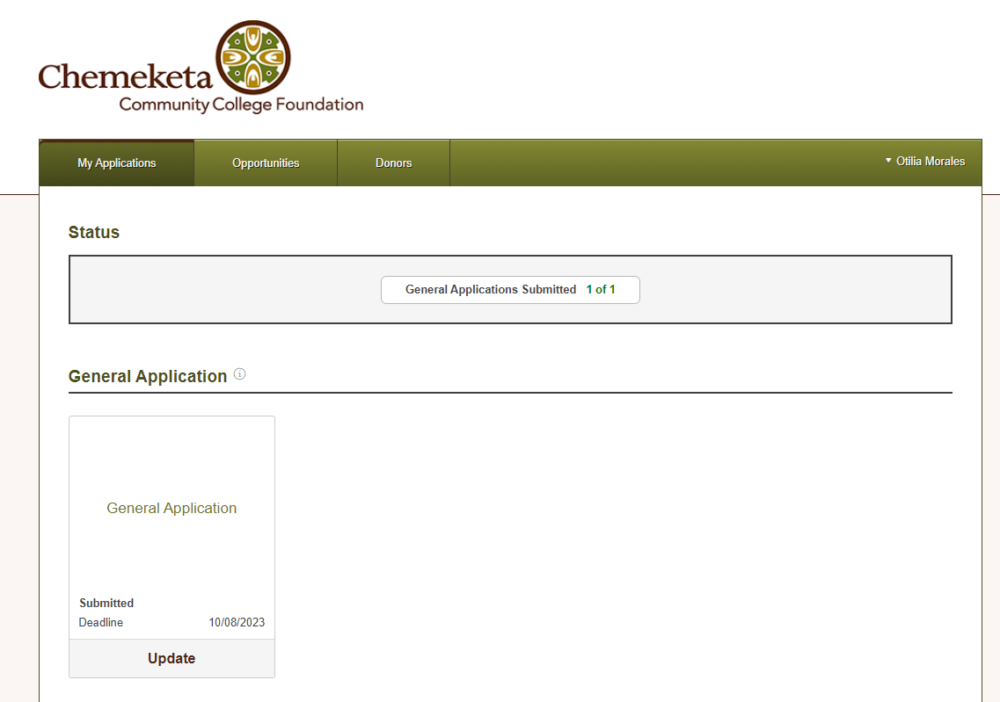 Chemeketa
Community College Foundation
My Applications
Opportunities
Donors
Otilia Morales
Status
General Applications Submitted 1 of 1
General Application
General Application
Submitted
Deadline 10/08/2023
Update